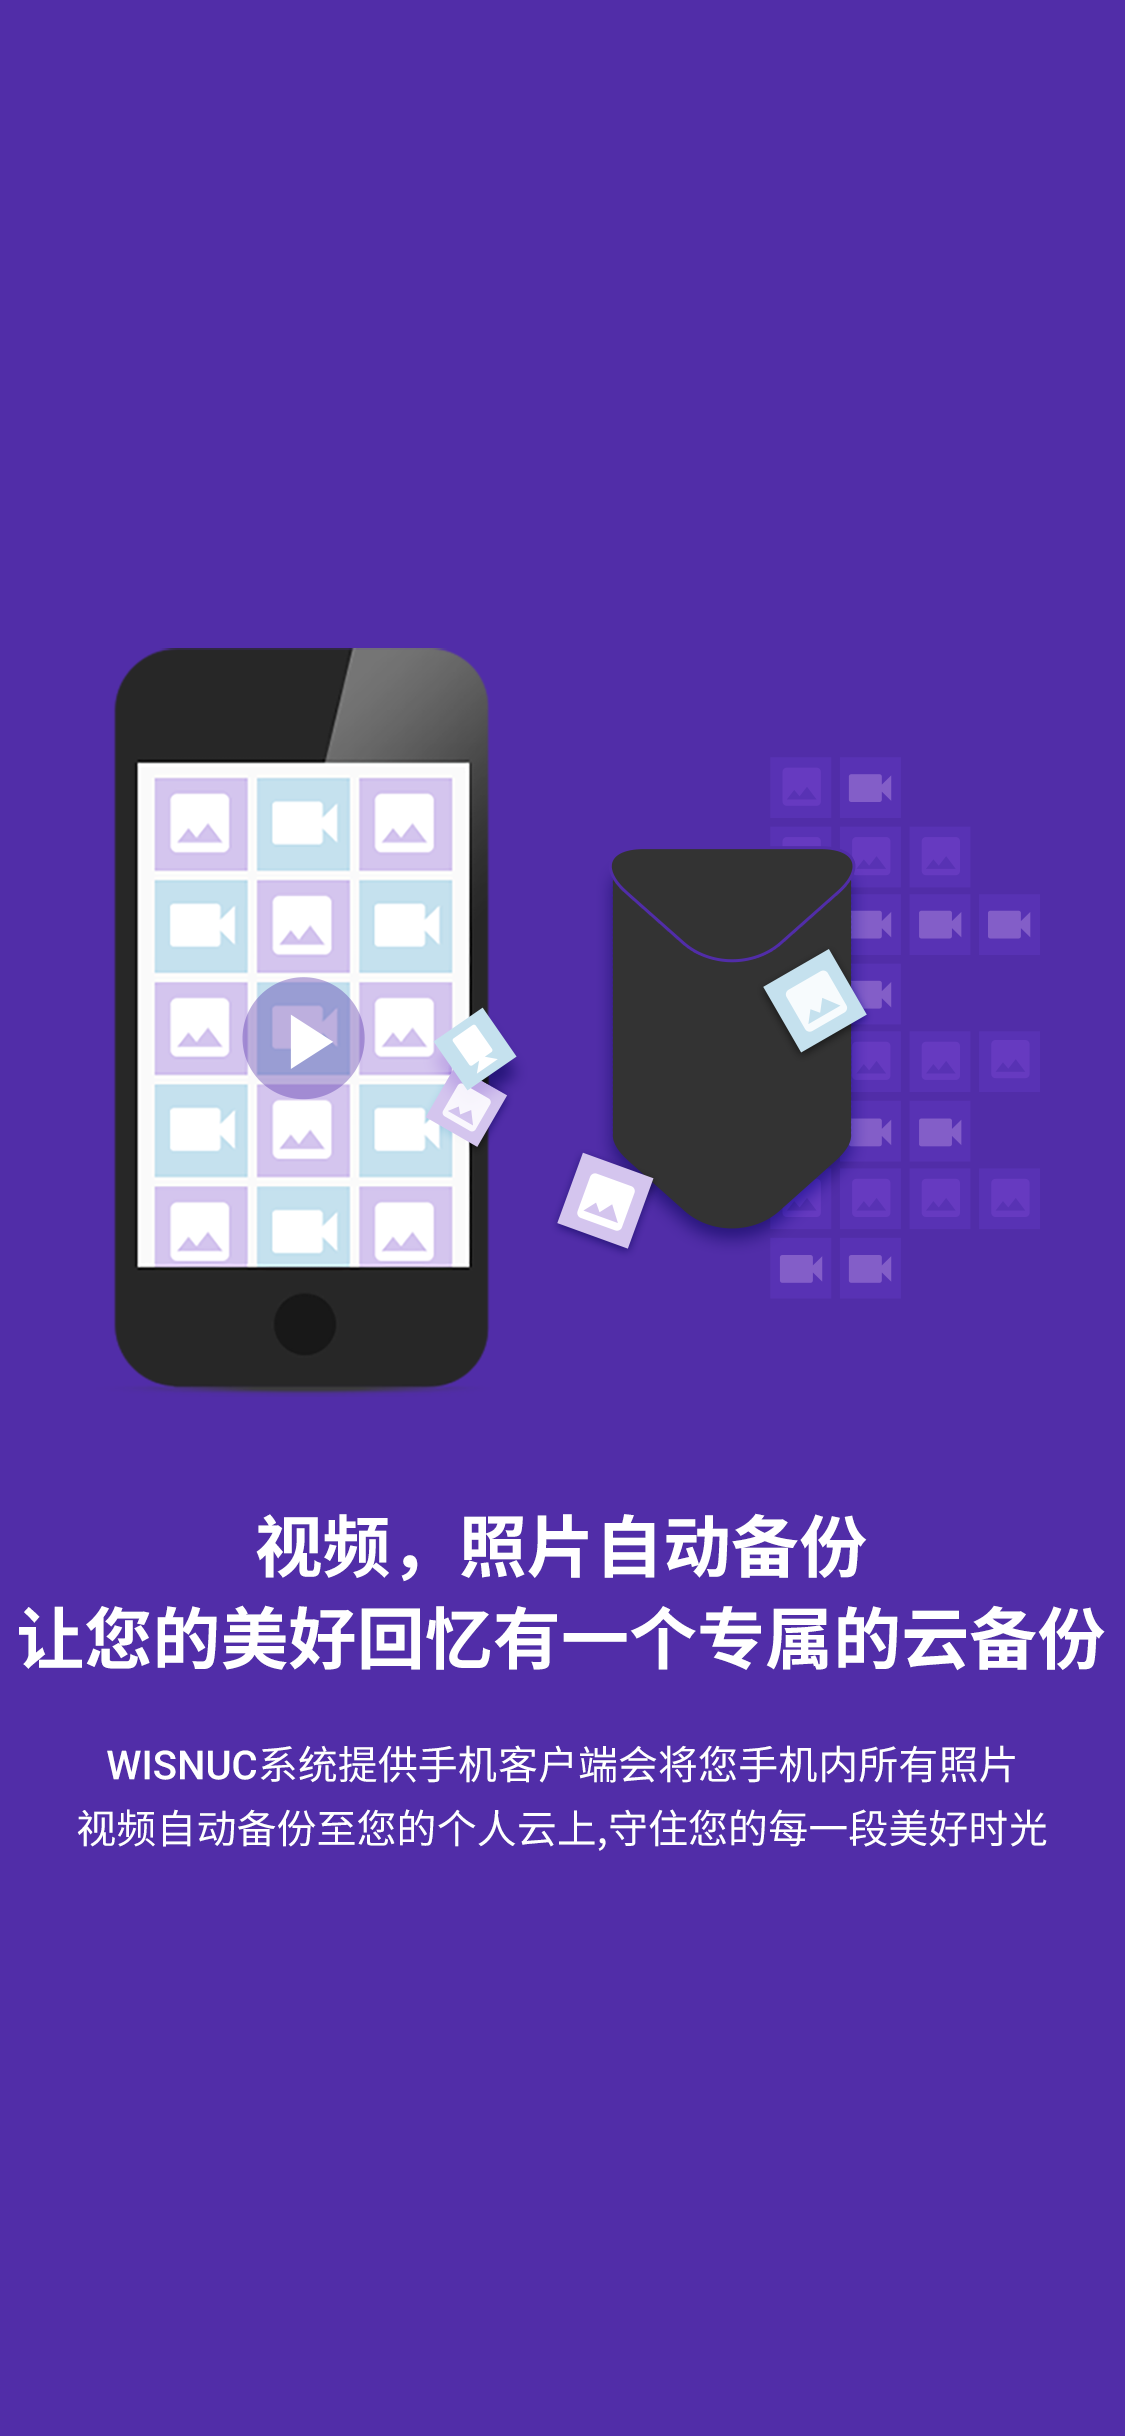 视频，照片自动备份
让您的美好回忆有一个专属的云备份
WISNUC系统提供手机客户端会将您手机内所有照片
视频自动备份至您的个人云上,守住您的每一段美好时光